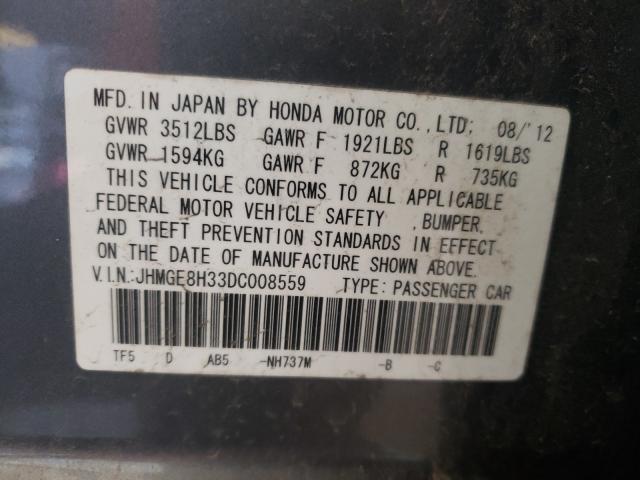 MFD. IN JAPAN BY HONDA MOTOR CO., LTD; 08/'12
GVWR 3512LBS GAWR F 1921LBS R 1619LBS
GVWR 1594KG GAWR F 872KG R 735KG
THIS VEHICLE CONFORMS TO ALL APPLICABLE
FEDERAL MOTOR VEHICLE SAFETY , BUMPER,
AND THEFT PREVENTION STANDARDS IN EFFECT
ON THE DATE OF MANUFACTURE SHOWN ABOVE.
V.I.N:JHMGE8H33DC008559 TYPE: PASSENGER CAR
TF5 D AB5 -NH737M -B -C